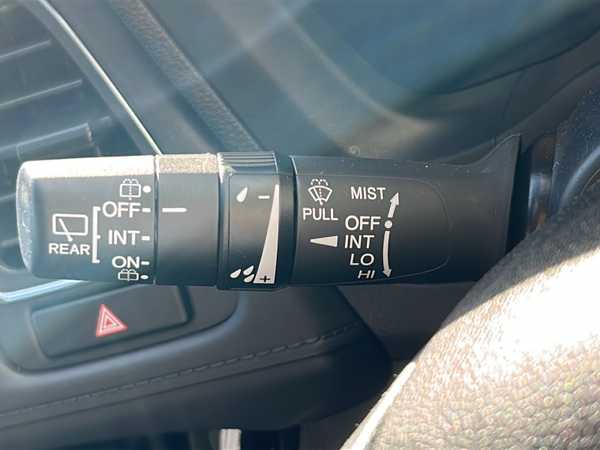 OFF
INT
ON
REAR
- 
+
PULL
MIST
OFF
INT
LO
HI